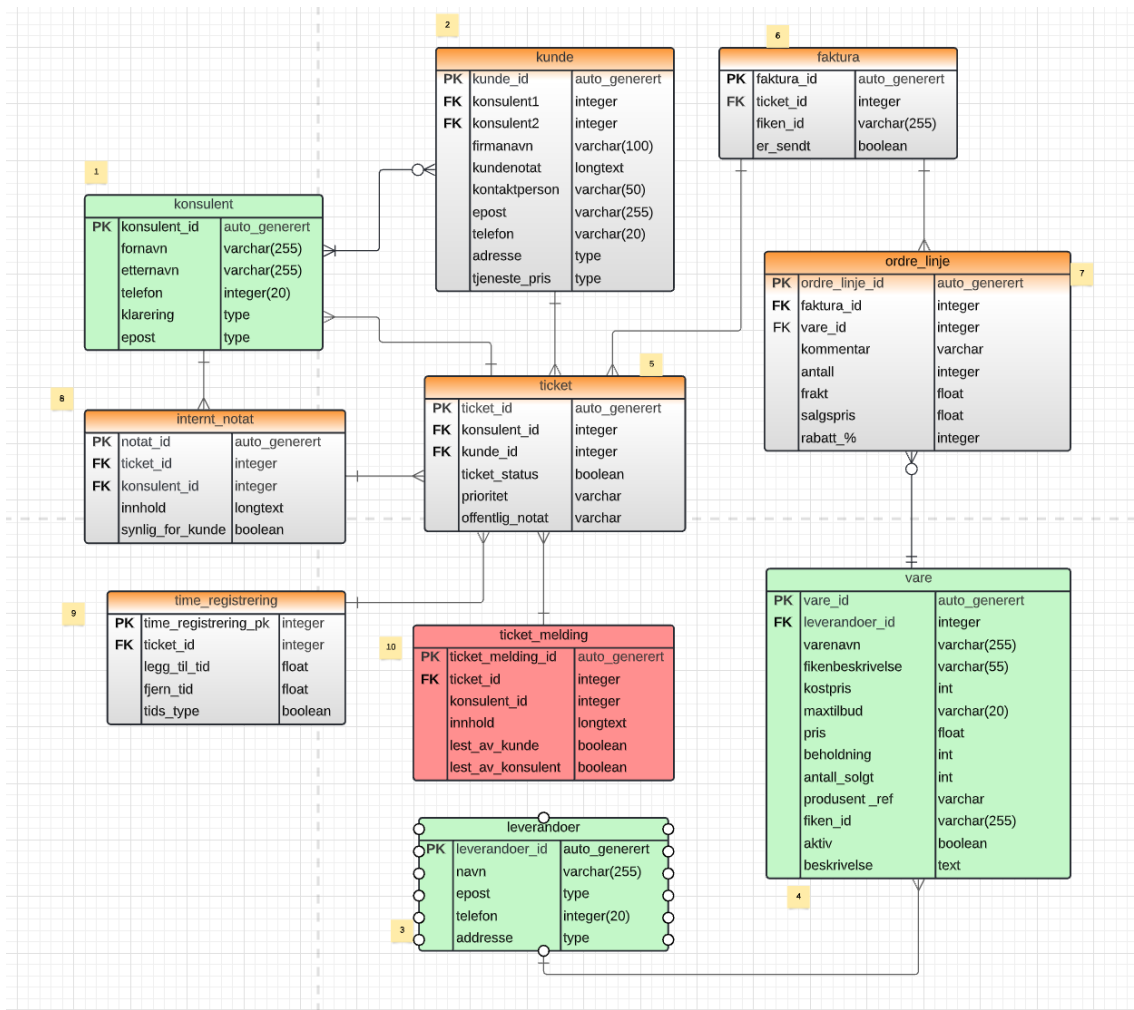 2
kunde
PK kunde_id auto_generert
FK konsulent1 integer
FK konsulent2 integer
firmanavn varchar(100)
kundenotat longtext
kontaktperson varchar(50)
epost varchar(255)
telefon varchar(20)
adresse type
tjeneste_pris type
6
faktura
PK faktura_id auto_generert
FK ticket_id integer
fiken_id varchar(255)
er_sendt boolean
1
konsulent
PK konsulent_id auto_generert
fornavn varchar(255)
etternavn varchar(255)
telefon integer(20)
klarering type
epost type
7
ordre_linje
PK ordre_linje_id auto_generert
FK faktura_id integer
FK vare_id integer
kommentar varchar
antall integer
frakt float
salgspris float
rabatt_% integer
5
ticket
PK ticket_id auto_generert
FK konsulent_id integer
FK kunde_id integer
ticket_status boolean
prioritet varchar
offentlig_notat varchar
8
internt_notat
PK notat_id auto_generert
FK ticket_id integer
FK konsulent_id integer
innhold longtext
synlig_for_kunde boolean
9
time_registrering
PK time_registrering_pk integer
FK ticket_id integer
legg_til_tid float
fjern_tid float
tids_type boolean
10
ticket_melding
PK ticket_melding_id auto_generert
FK ticket_id integer
konsulent_id integer
innhold longtext
lest_av_kunde boolean
lest_av_konsulent boolean
vare
PK vare_id auto_generert
FK leverandoer_id integer
varenavn varchar(255)
fikenbeskrivelse varchar(55)
kostpris int
maxtilbud varchar(20)
pris float
beholdning int
antall_solgt int
produsent _ref varchar
fiken_id varchar(255)
aktiv boolean
beskrivelse text
4
leverandoer
PK leverandoer_id auto_generert
navn varchar(255)
epost type
telefon integer(20)
addresse type
3